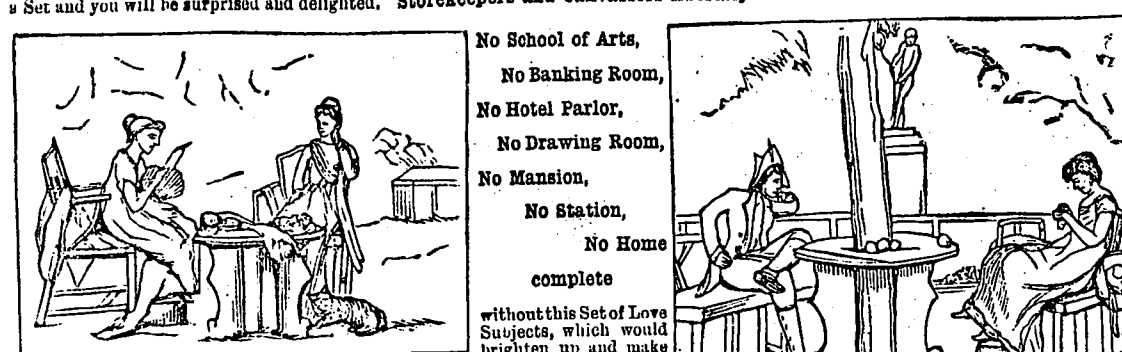 a Set and you will be surprised and delighted. Storekeepers and
No School of Arts,
No Banking Room,
No Hotel Parlor,
No Drawing Room,
No Mansion,
No Station,
No Home
complete
without this Set of Love
Subjects, which would
brighten up and make